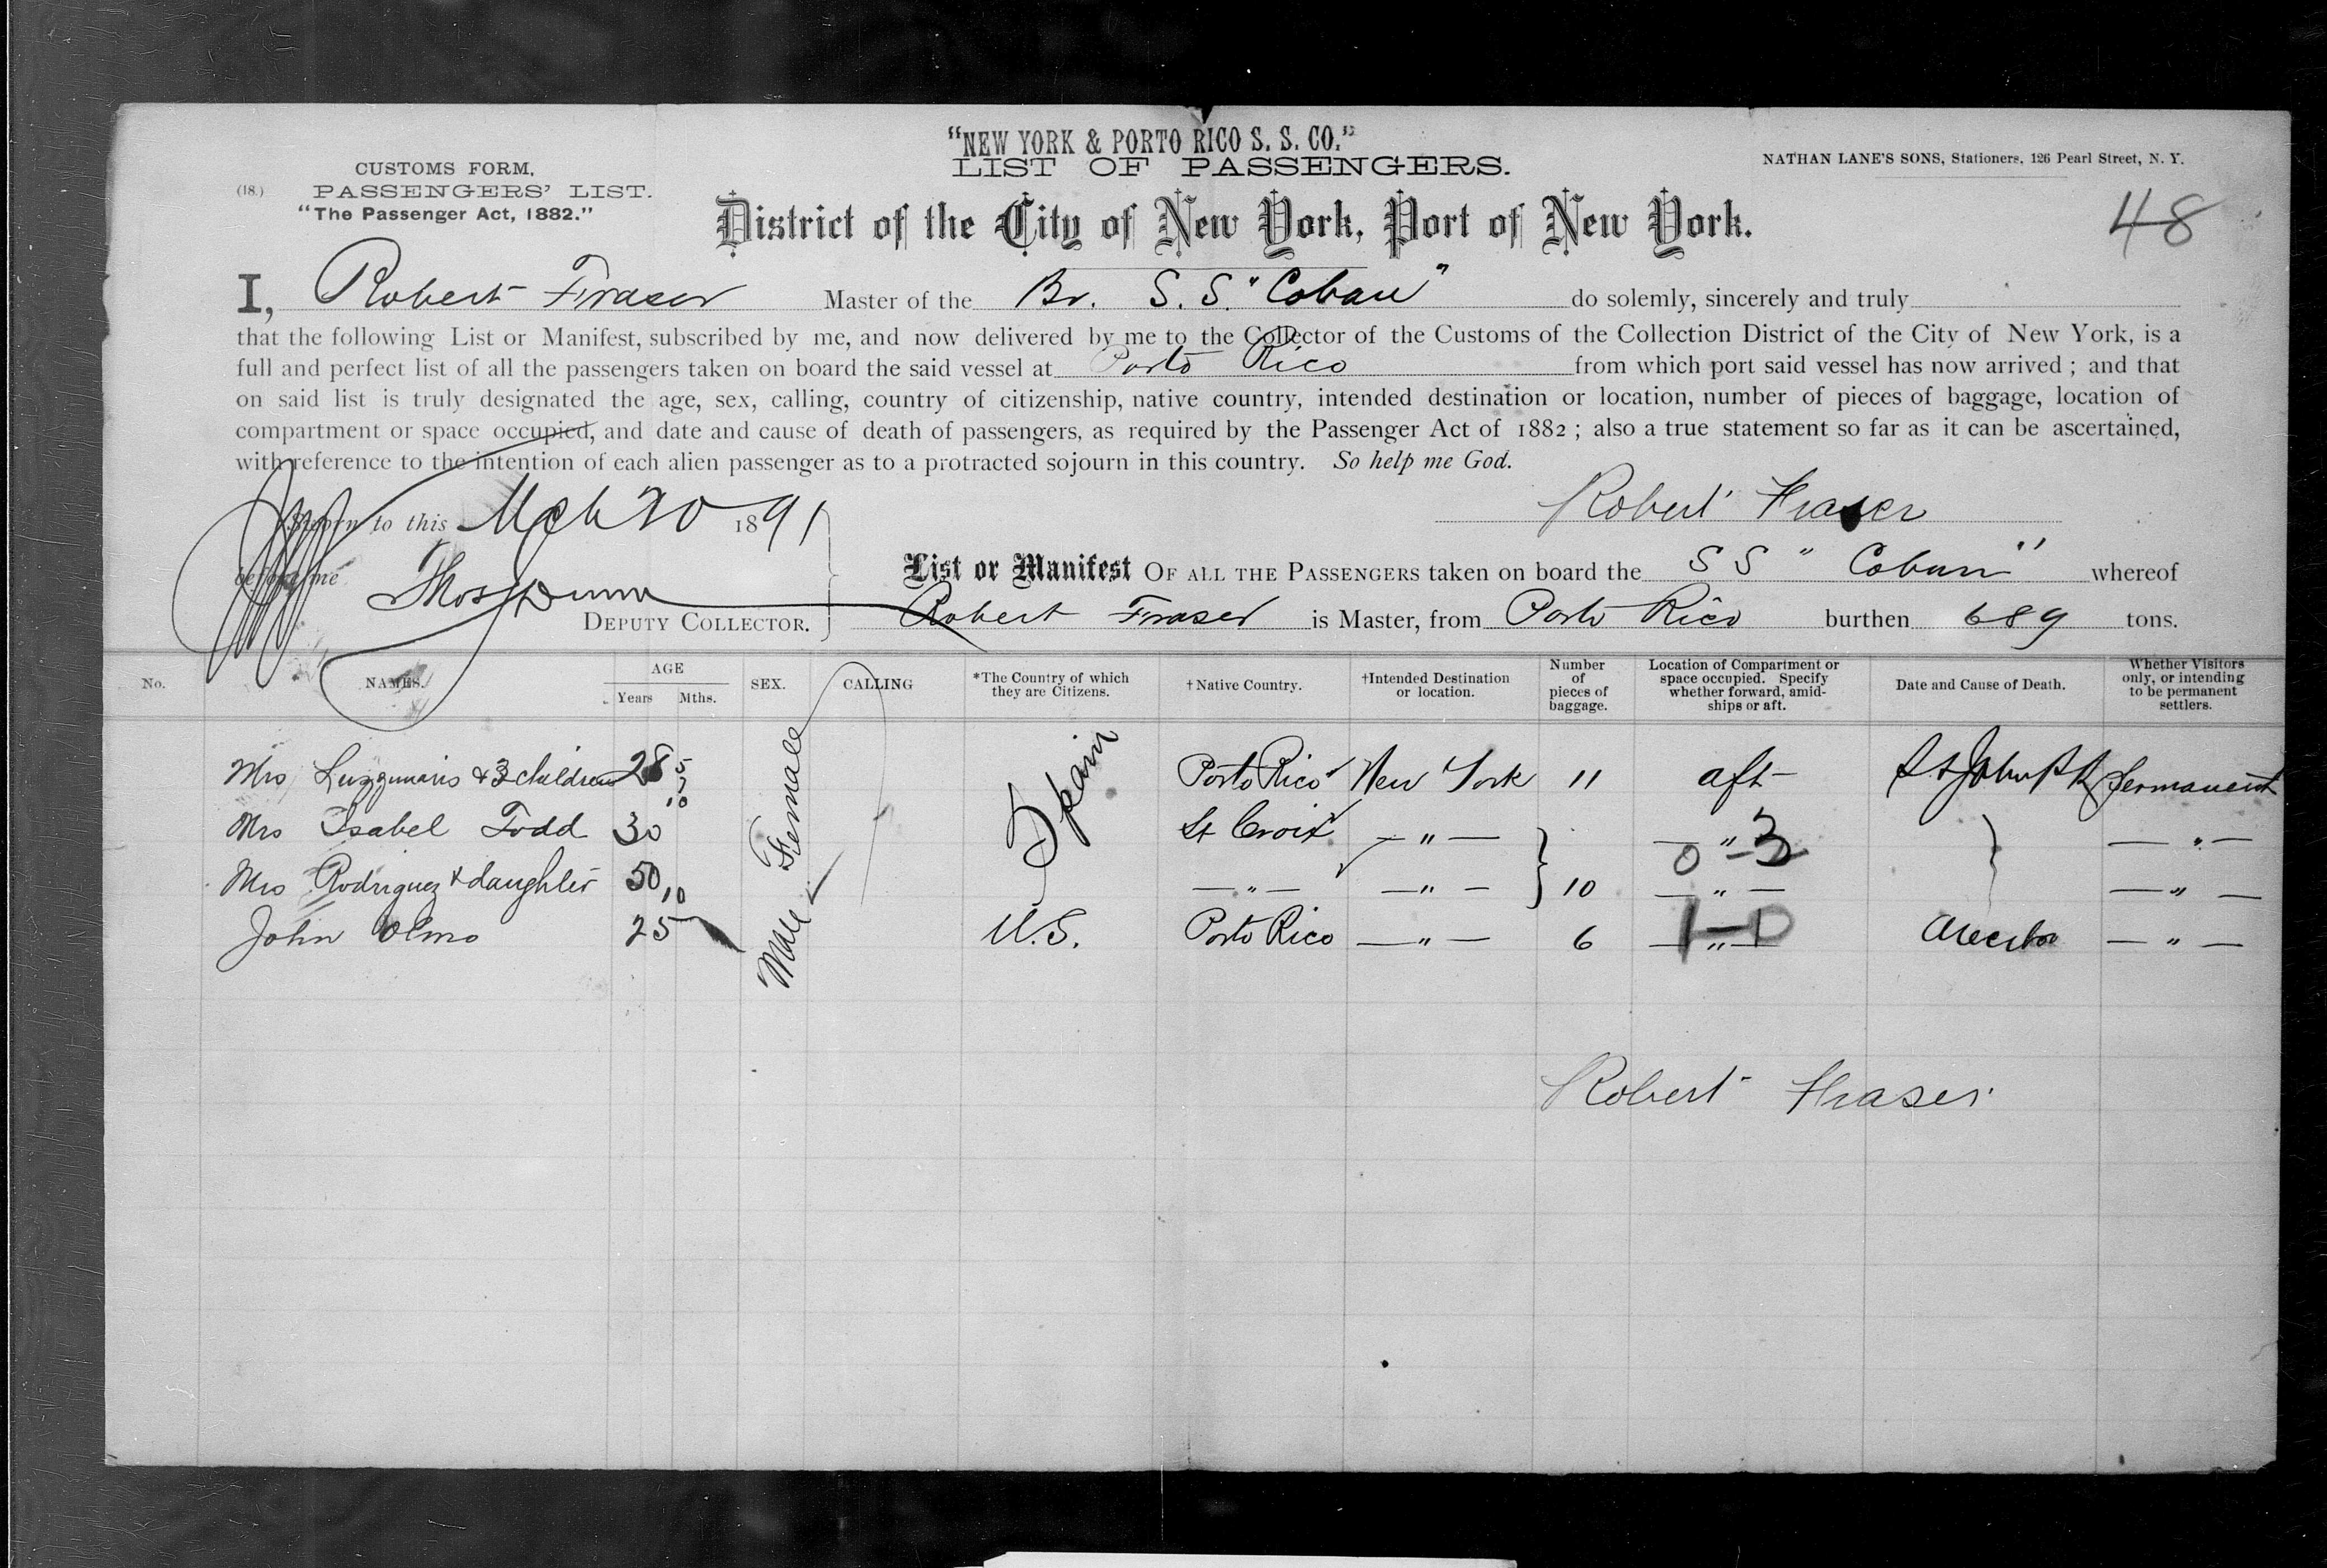 "NEW YORK & PORTO RICO S. S. CO."
CUSTOMS FORM.
LIST OF PASSENGERS.
NATHAN LANE'S SONS, Stationers, 126 Pearl Street, N. Y.
(18.) PASSENGERS' LIST.
"The Passenger Act, 1882."
District of the City of New York, Port of New York.
48
I, Robert Fraser Master of the Br. S. S. "Coban" do solemly, sincerely and truly
that the following List or Manifest, subscribed by me, and now delivered by me to the Collector of the Customs of the Collection District of the City of New York, is a
full and perfect list of all the passengers taken on board the said vessel at Porto Rico from which port said vessel has now arrived ; and that
on said list is truly designated the age, sex, calling, country of citizenship, native country, intended destination or location, number of pieces of baggage, location of
compartment or space occupied, and date and cause of death of passengers, as required by the Passenger Act of 1882 ; also a true statement so far as it can be ascertained,
with reference to the intention of each alien passenger as to a protracted sojourn in this country. So help me God.
Sworn to this Mch 20 1891
Robert Fraser
before me
List or Manifest OF ALL THE PASSENGERS taken on board the S S "Coban" whereof
DEPUTY COLLECTOR.
Robert Fraser is Master, from Porto Rico burthen 689 tons.
No. NAMES. AGE Years Mths. SEX. CALLING *The Country of which they are Citizens. †Native Country. †Intended Destination or location. Number of pieces of baggage. Location of Compartment or space occupied. Specify whether forward, amidships or aft. Date and Cause of Death. Whether Visitors only, or intending to be permanent settlers.
Mrs & 3 children 28 5 7 10 Female Spain Porto Rico New York 11 aft St John P R Permanent
Mrs Isabel Todd 30 St Croix — " — — " — — " —
0 - 3
Mrs Rodriguez & daughter 50 10 — " — — " — 10 — " — — " —
John Olmo 25 Male U.S. Porto Rico — " — 6 — " — Arecibo — " —
1 - 0
Robert Fraser